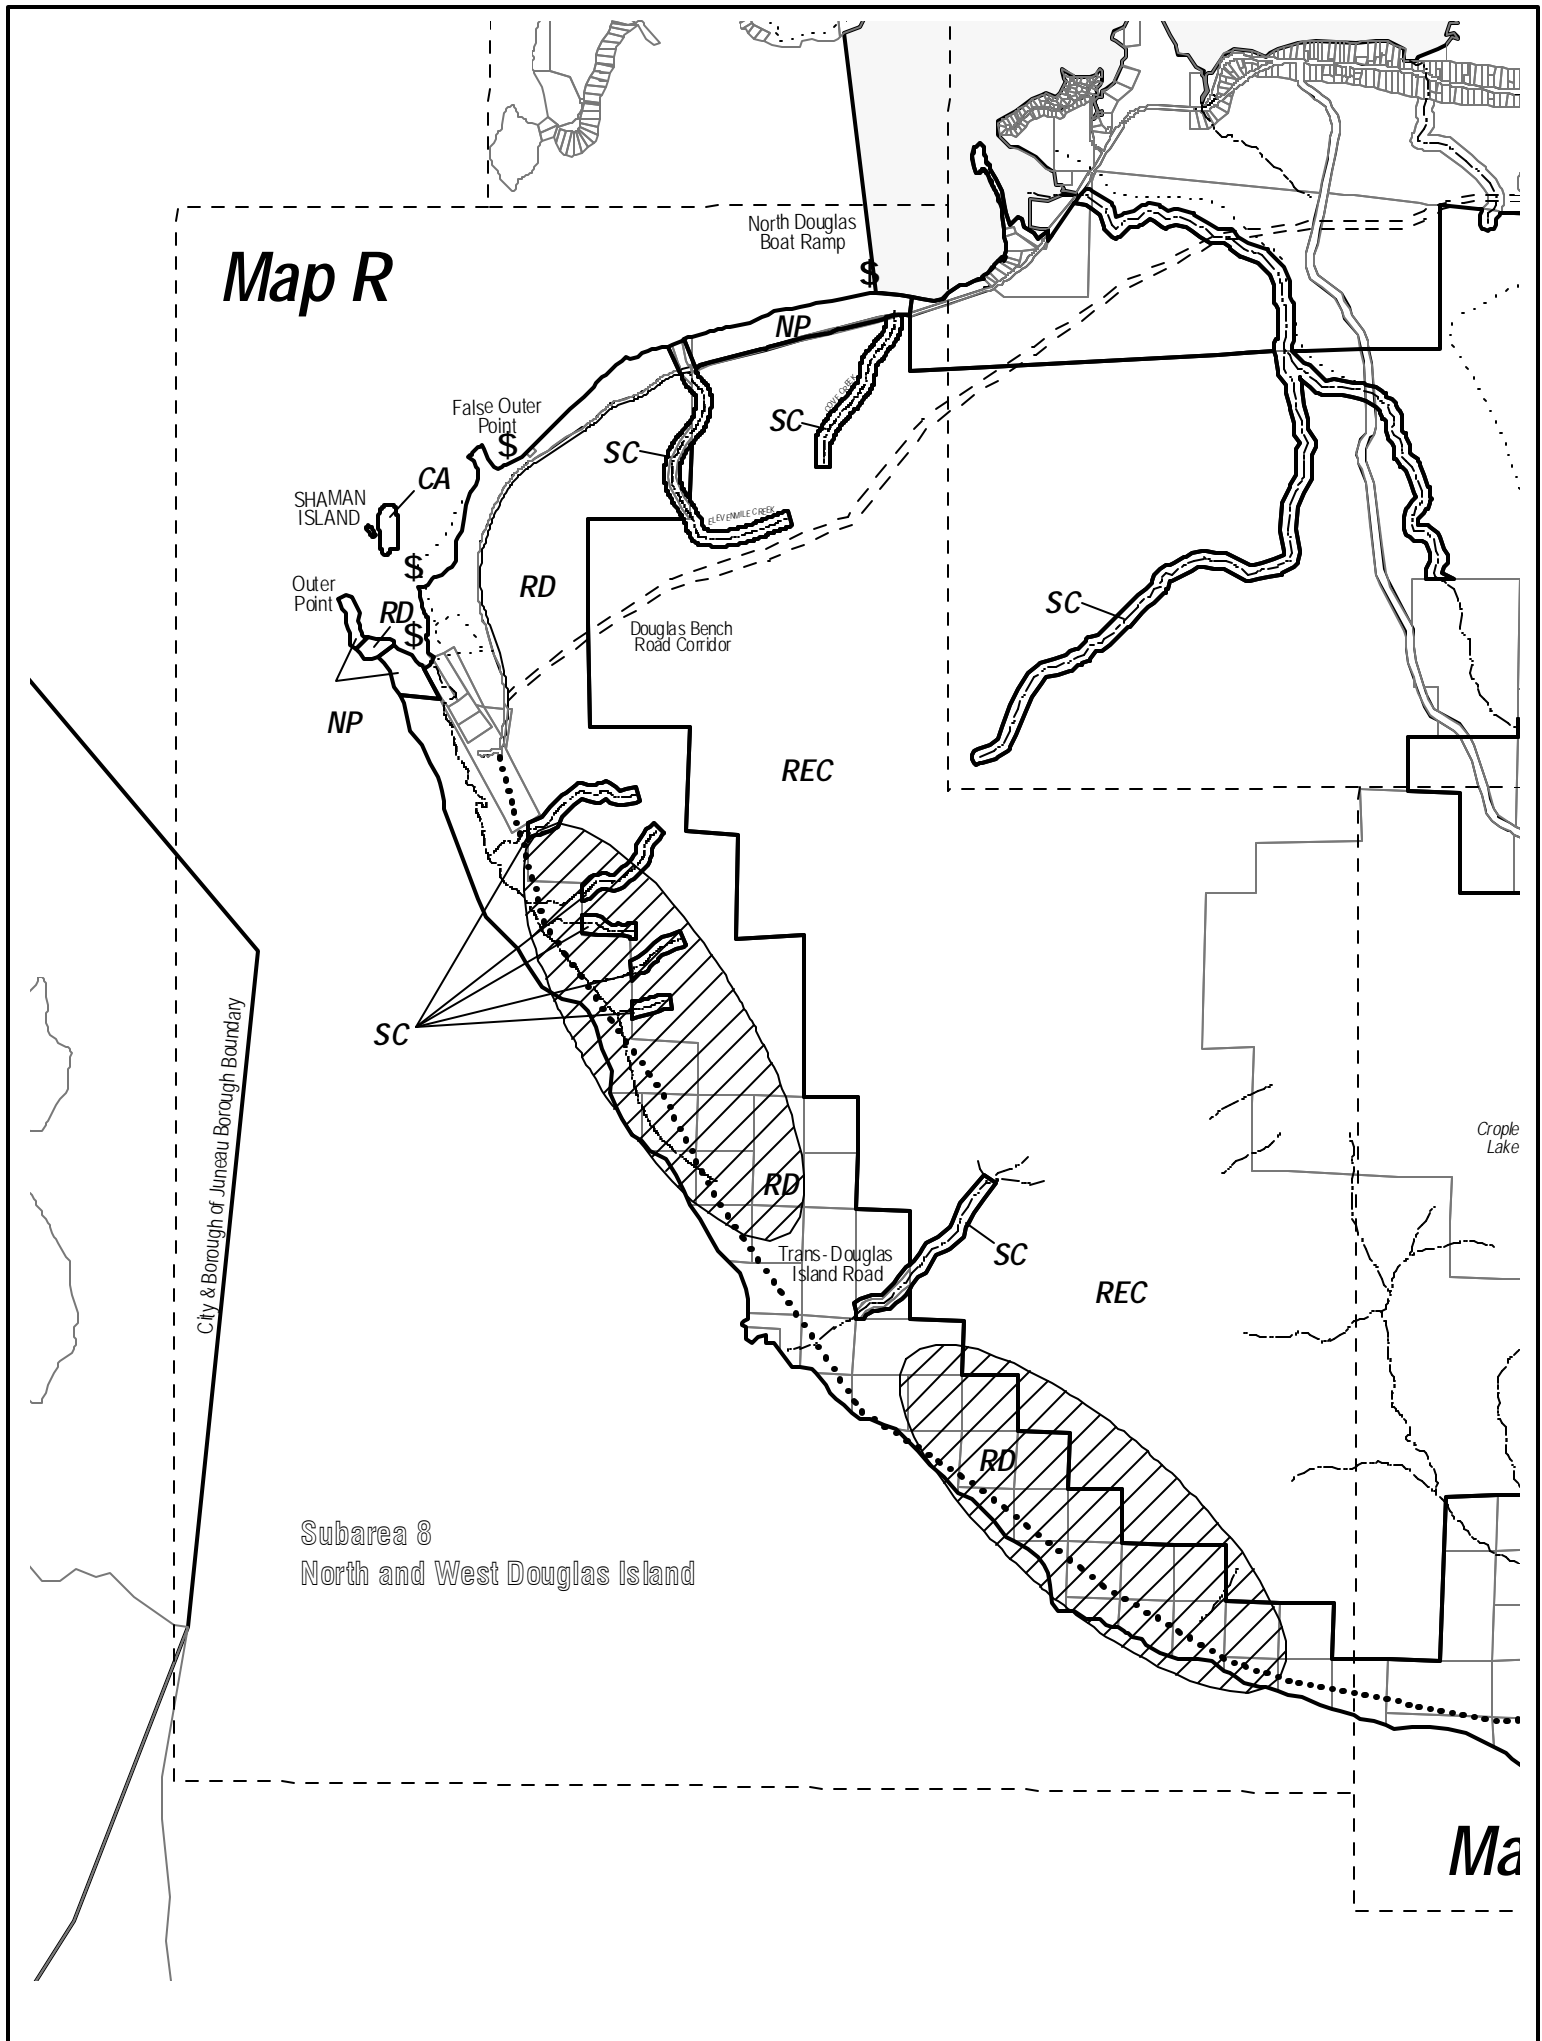 North Douglas
Boat Ramp
$
Map R
NP
COVE CREEK
False Outer
Point
$
SC
SC
CA
SHAMAN
ISLAND
ELEVENMILE CREEK
$
Outer
Point
RD
RD
$
SC
Douglas Bench
Road Corridor
NP
REC
SC
City & Borough of Juneau Borough Boundary
Crople
Lake
RD
Trans-Douglas
Island Road
SC
REC
RD
Subarea 8
North and West Douglas Island
Ma